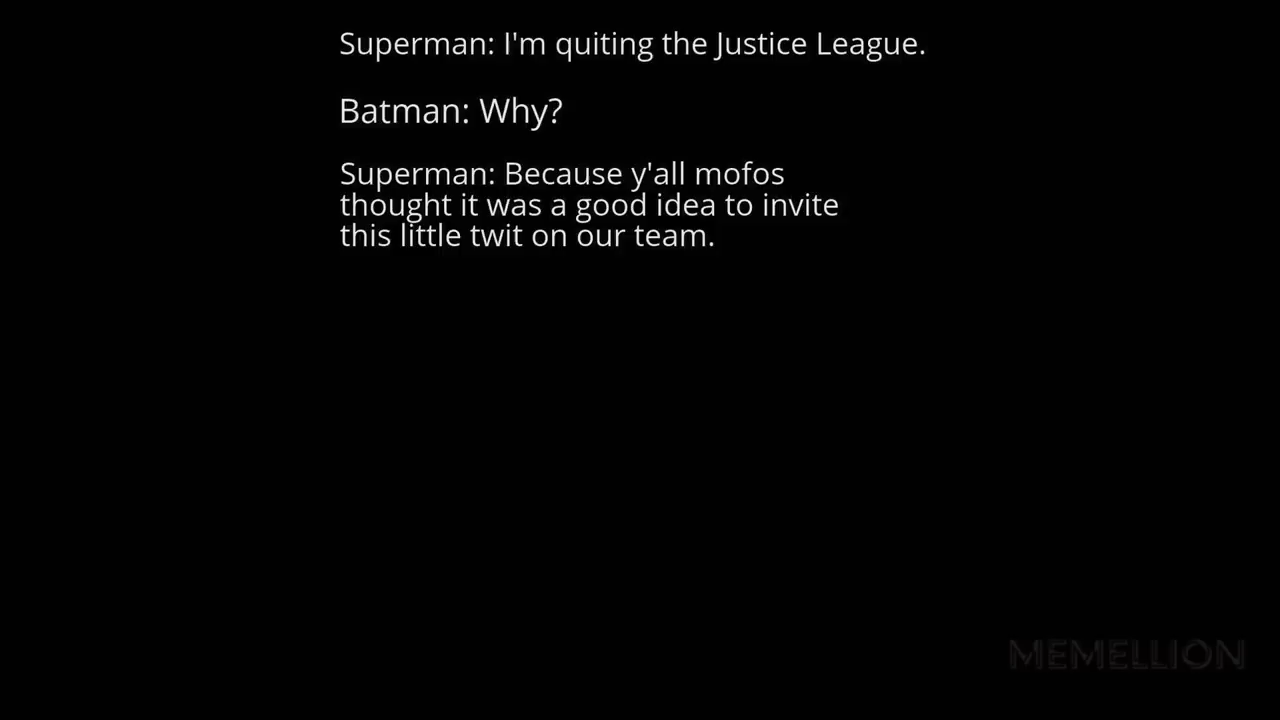 Superman: I'm quiting the Justice League.
Batman: Why?
Superman: Because y'all mofos
thought it was a good idea to invite
this little twit on our team.
MEMELLION